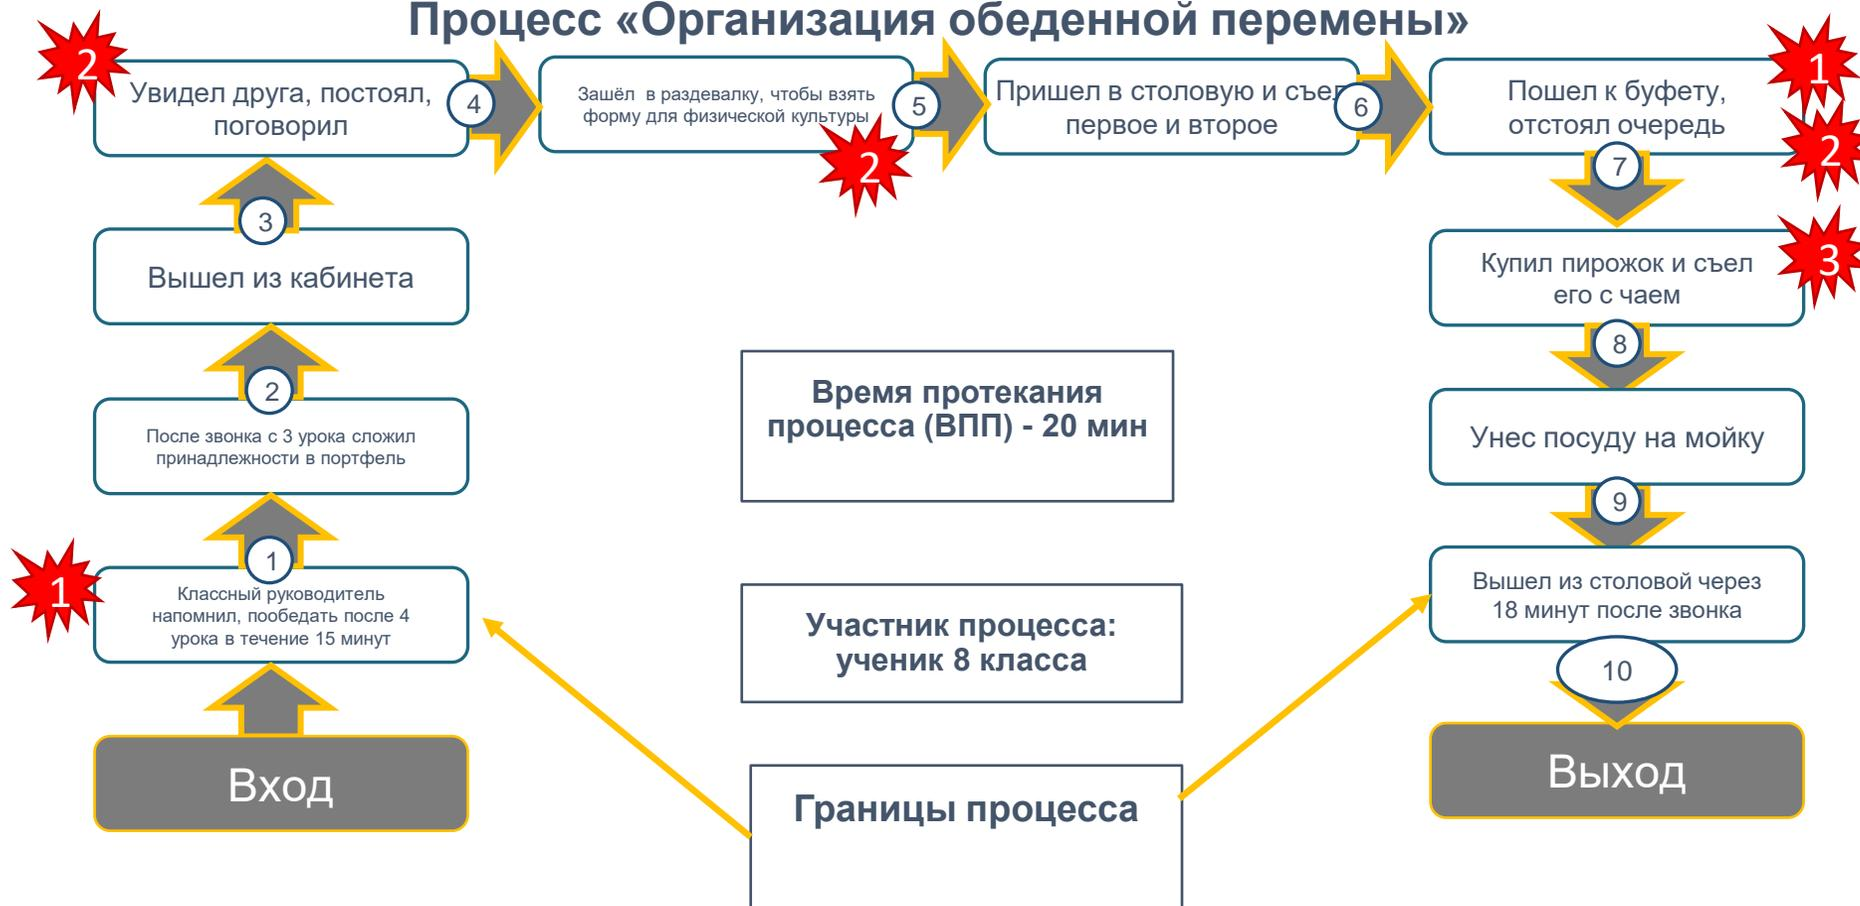 Процесс «Организация обеденной перемены»
2
Увидел друга, постоял,
поговорил
4
Зашёл в раздевалку, чтобы взять
форму для физической культуры
2
5
Пришел в столовую и съел
первое и второе
6
Пошел к буфету,
отстоял очередь
1
2
7
3
Вышел из кабинета
2
После звонка с 3 урока сложил
принадлежности в портфель
1
1
Классный руководитель
напомнил, пообедать после 4
урока в течение 15 минут
Вход
Время протекания
процесса (ВПП) - 20 мин
Участник процесса:
ученик 8 класса
Границы процесса
Купил пирожок и съел
его с чаем
3
8
Унес посуду на мойку
9
Вышел из столовой через
18 минут после звонка
10
Выход